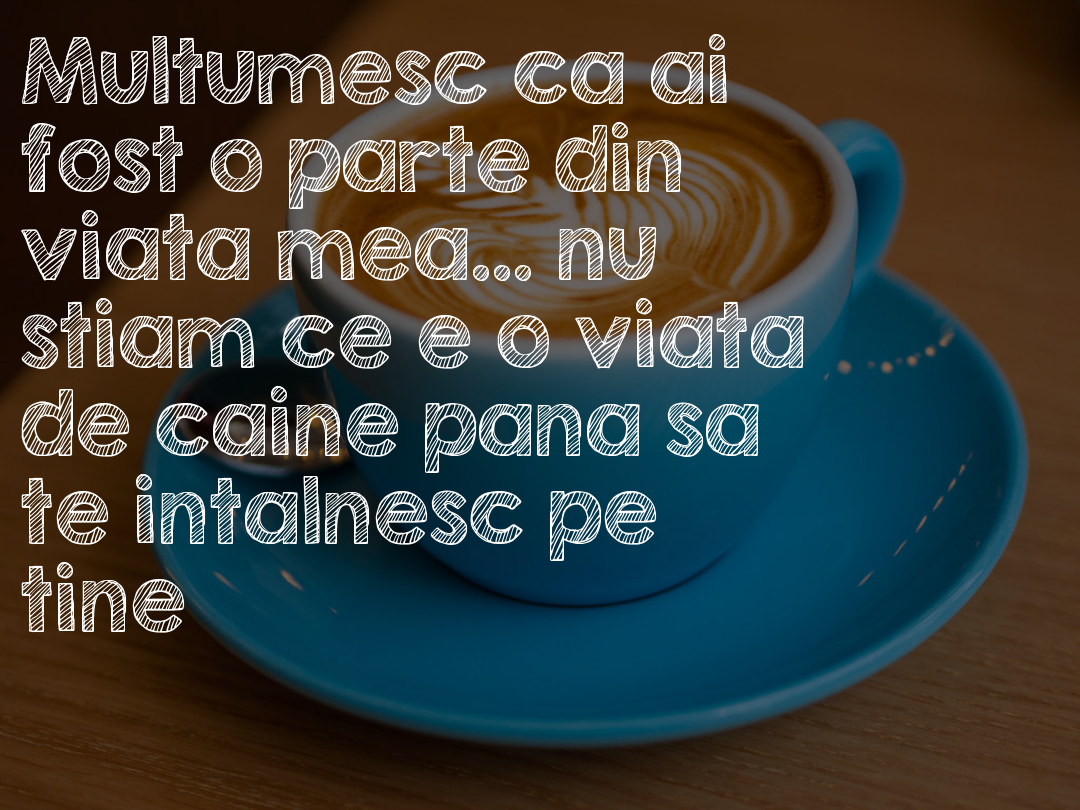 Multumesc ca ai
fost o parte din
viata mea... nu
stiam ce e o viata
de caine pana sa
te intalnesc pe
tine